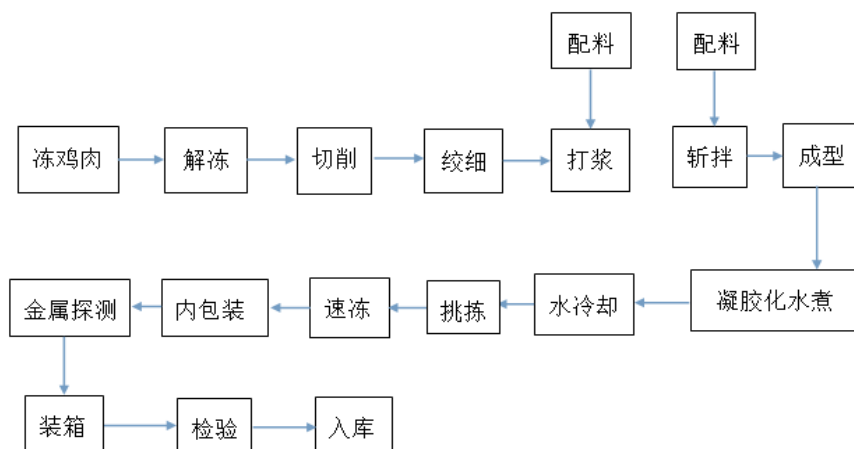 配料
配料
冻鸡肉
解冻
切削
绞细
打浆
斩拌
成型
凝胶化水煮
水冷却
挑拣
速冻
内包装
金属探测
装箱
检验
入库